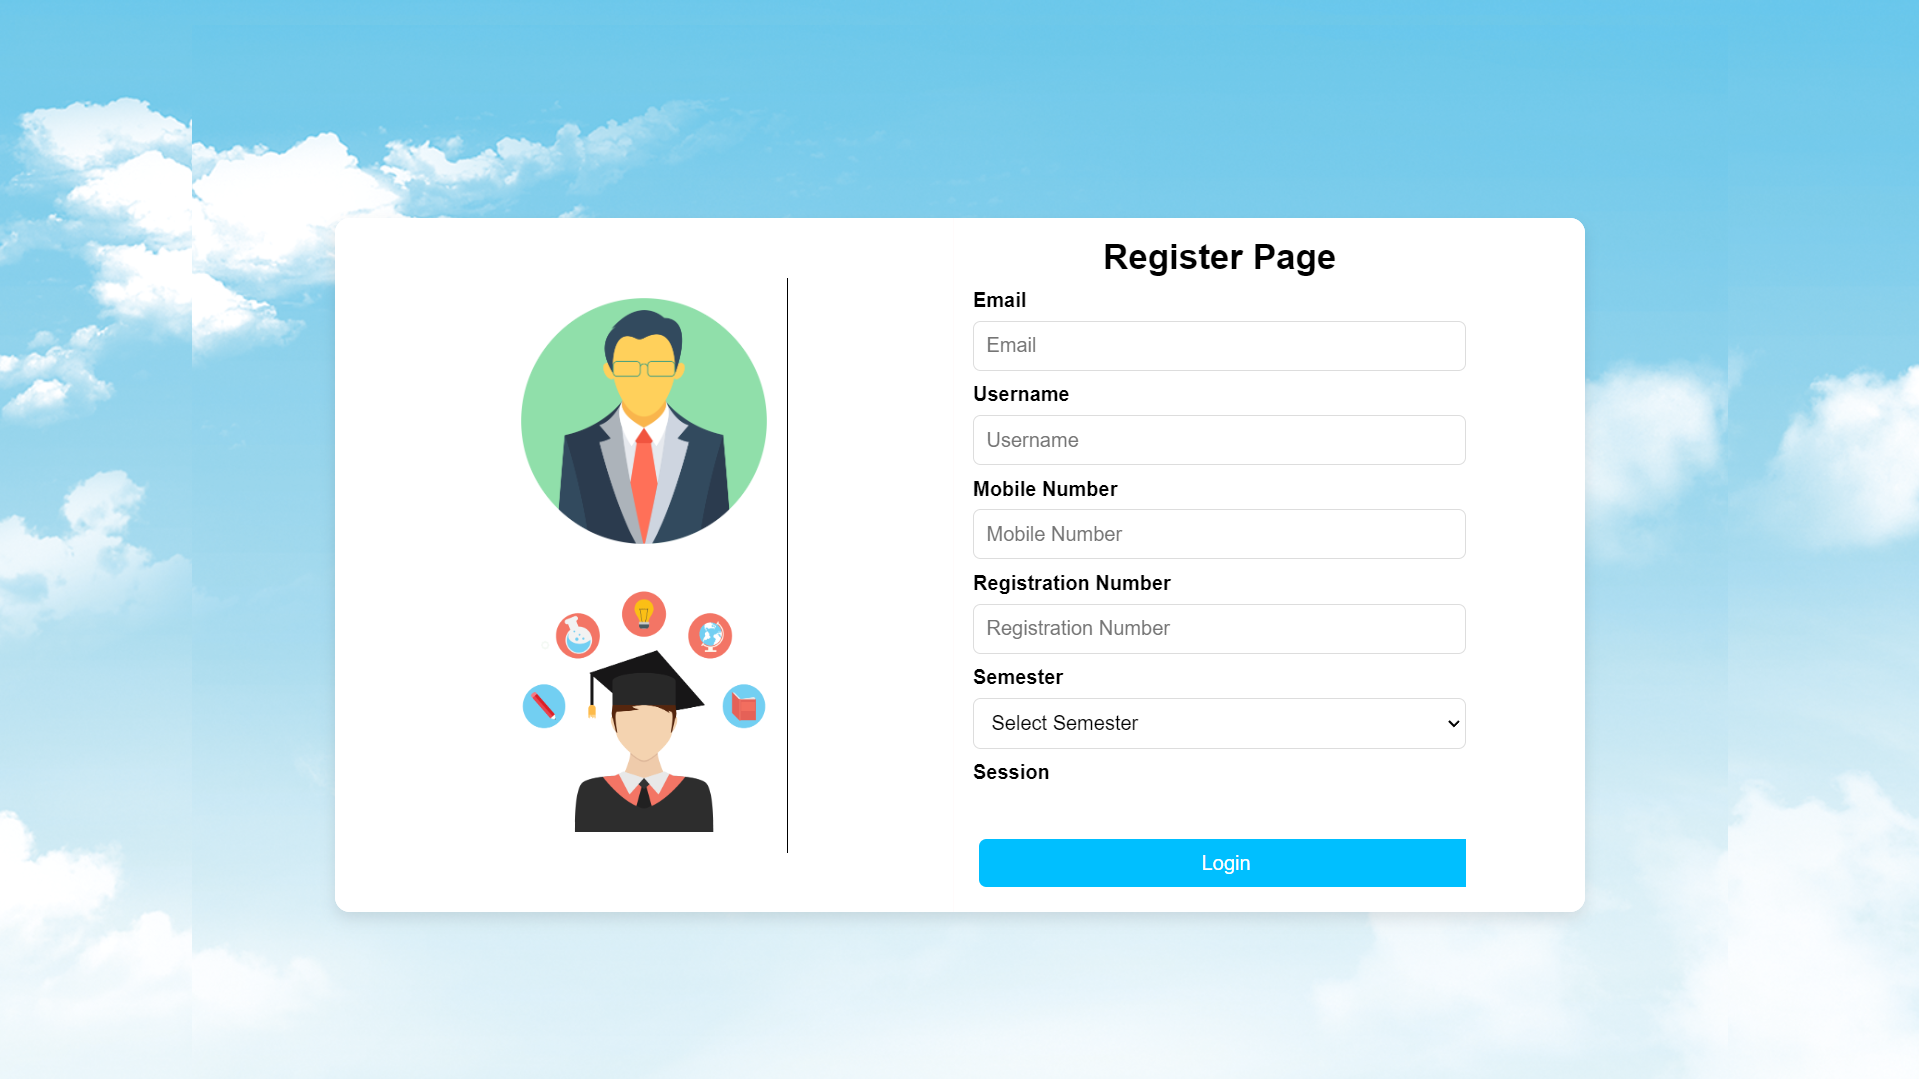 Register Page
Email
Email
Username
Username
Mobile Number
Mobile Number
Registration Number
Registration Number
Semester
Select Semester
Session
Login